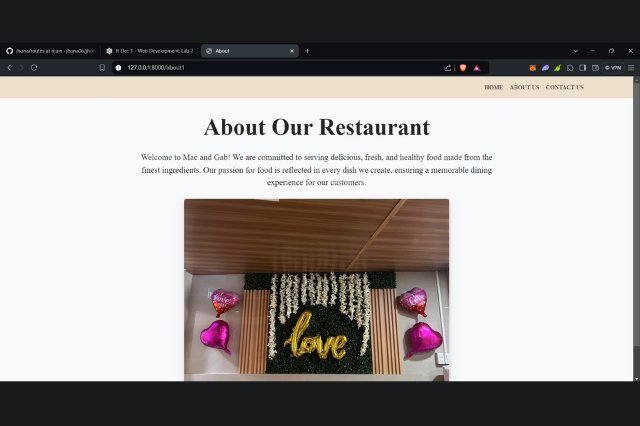 jhona/routes at main · jhona06/jhon
It Elec 1 - Web Development: Lab 2
About
127.0.0.1:8000/about1
VPN
HOME ABOUT US CONTACT US
About Our Restaurant
Welcome to Mac and Gab! We are committed to serving delicious, fresh, and healthy food made from the
finest ingredients. Our passion for food is reflected in every dish we create, ensuring a memorable dining
experience for our customers.
love